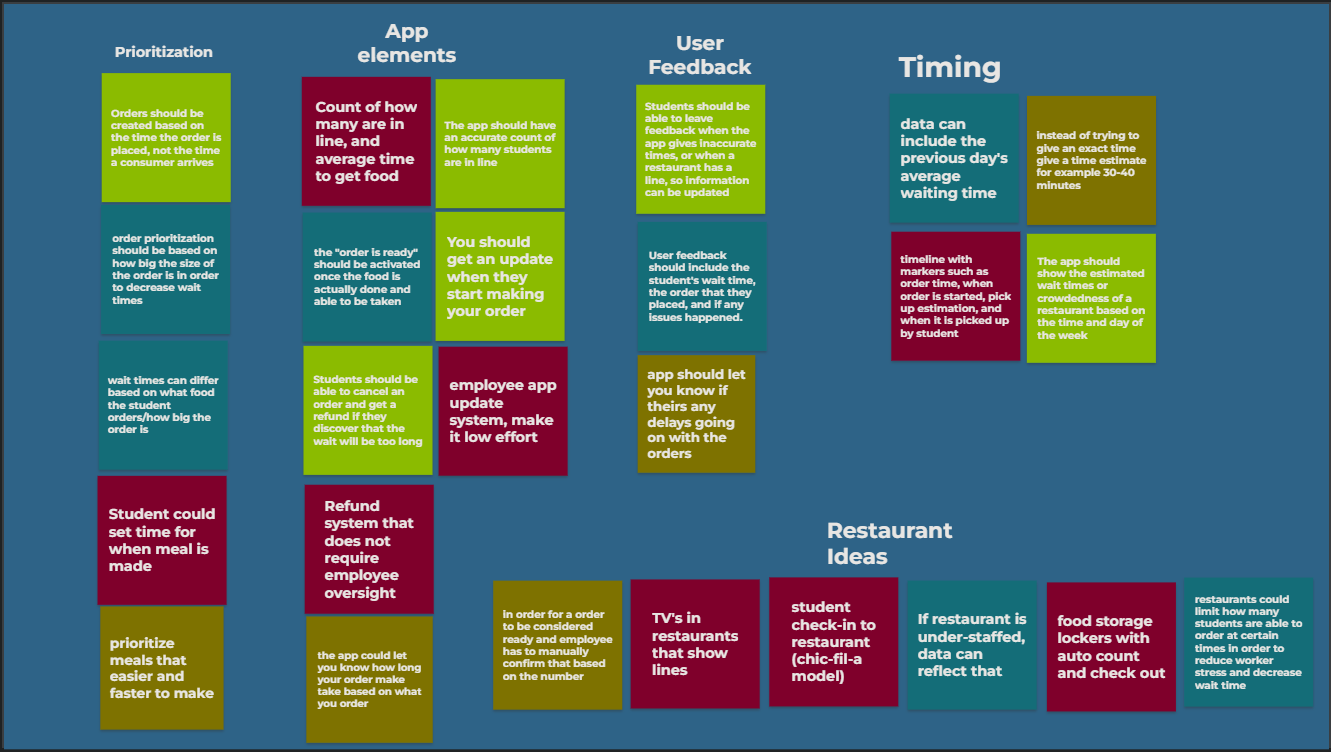 Prioritization
Orders should be
created based on
the time the order is
placed, not the time
a consumer arrives
order prioritization
should be based on
how big the size of
the order is in order
to decrease wait
times
wait times can differ
based on what food
the student
orders/how big the
order is
Student could
set time for
when meal is
made
prioritize
meals that
easier and
faster to make
App
elements
Count of how
many are in
line, and
average time
to get food
The app should have
an accurate count of
how many students
are in line
the "order is ready"
should be activated
once the food is
actually done and
able to be taken
You should
get an update
when they
start making
your order
Students should be
able to cancel an
order and get a
refund if they
discover that the
wait will be too long
employee app
update
system, make
it low effort
Refund
system that
does not
require
employee
oversight
the app could let
you know how long
your order make
take based on what
you order
User
Feedback
Students should be
able to leave
feedback when the
app gives inaccurate
times, or when a
restaurant has a
line, so information
can be updated
User feedback
should include the
student's wait time,
the order that they
placed, and if any
issues happened.
app should let
you know if
theirs any
delays going
on with the
orders
Timing
data can
include the
previous day's
average
waiting time
instead of trying to
give an exact time
give a time estimate
for example 30-40
minutes
timeline with
markers such as
order time, when
order is started, pick
up estimation, and
when it is picked up
by student
The app should
show the estimated
wait times or
crowdedness of a
restaurant based on
the time and day of
the week
Restaurant
Ideas
in order for a order
to be considered
ready and employee
has to manually
confirm that based
on the number
TV's in
restaurants
that show
lines
student
check-in to
restaurant
(chic-fil-a
model)
If restaurant is
under-staffed,
data can
reflect that
food storage
lockers with
auto count
and check out
restaurants could
limit how many
students are able to
order at certain
times in order to
reduce worker
stress and decrease
wait time